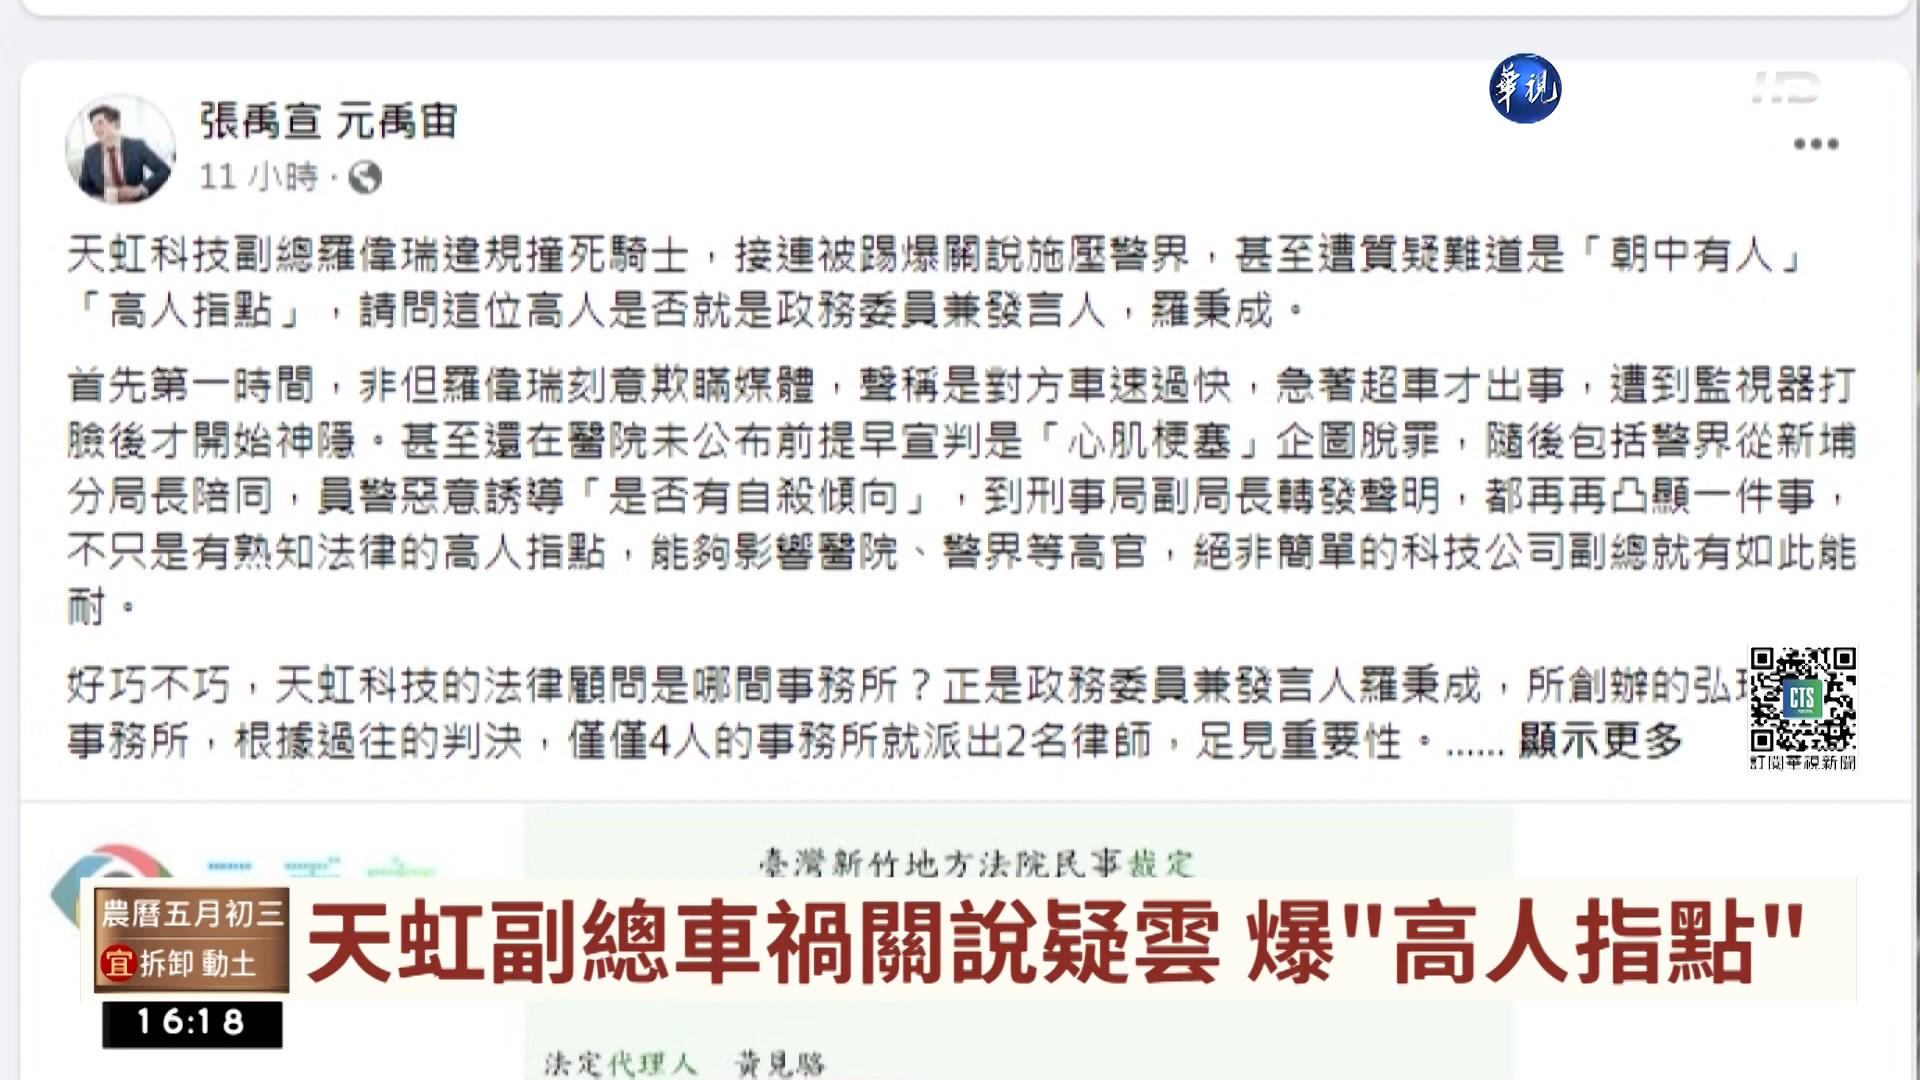 華視
HD
張禹宣 元禹宙
11 小時 ·
天虹科技副總羅偉瑞違規撞死騎士，接連被踢爆關說施壓警界，甚至遭質疑難道是「朝中有人」
「高人指點」，請問這位高人是否就是政務委員兼發言人，羅秉成。
首先第一時間，非但羅偉瑞刻意欺瞞媒體，聲稱是對方車速過快，急著超車才出事，遭到監視器打
臉後才開始神隱。甚至還在醫院未公布前提早宣判是「心肌梗塞」企圖脫罪，隨後包括警界從新埔
分局長陪同，員警惡意誘導「是否有自殺傾向」，到刑事局副局長轉發聲明，都再再凸顯一件事，
不只是有熟知法律的高人指點，能夠影響醫院、警界等高官，絕非簡單的科技公司副總就有如此能
耐。
好巧不巧，天虹科技的法律顧問是哪間事務所？正是政務委員兼發言人羅秉成，所創辦的弘
事務所，根據過往的判決，僅僅4人的事務所就派出2名律師，足見重要性。...... 顯示更多
CTS
訂閱華視新聞
臺灣新竹地方法院民事裁定
農曆五月初三
宜 拆卸 動土
天虹副總車禍關說疑雲 爆"高人指點"
16:18
法定代理人 黃見駱